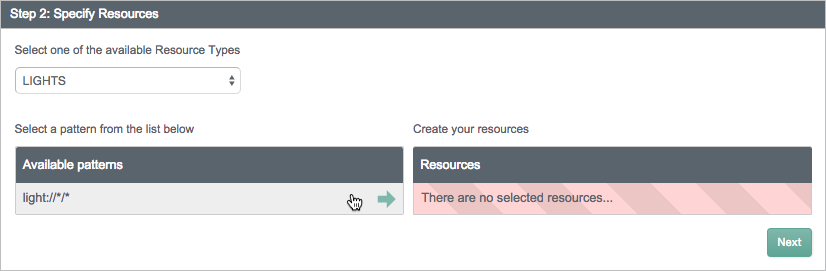 Step 2: Specify Resources
Select one of the available Resource Types
LIGHTS
Select a pattern from the list below
Create your resources
Available patterns
Resources
light://*/*
There are no selected resources...
Next